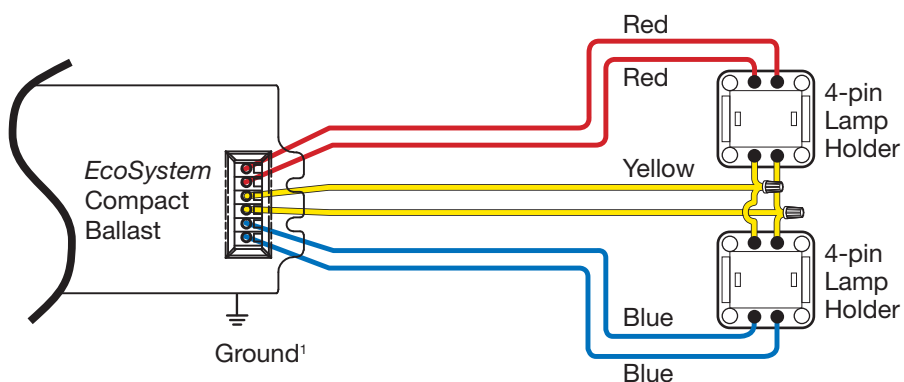 Red
Red
4-pin
Lamp
Holder
EcoSystem
Compact
Ballast
Yellow
4-pin
Lamp
Holder
Blue
Ground¹
Blue